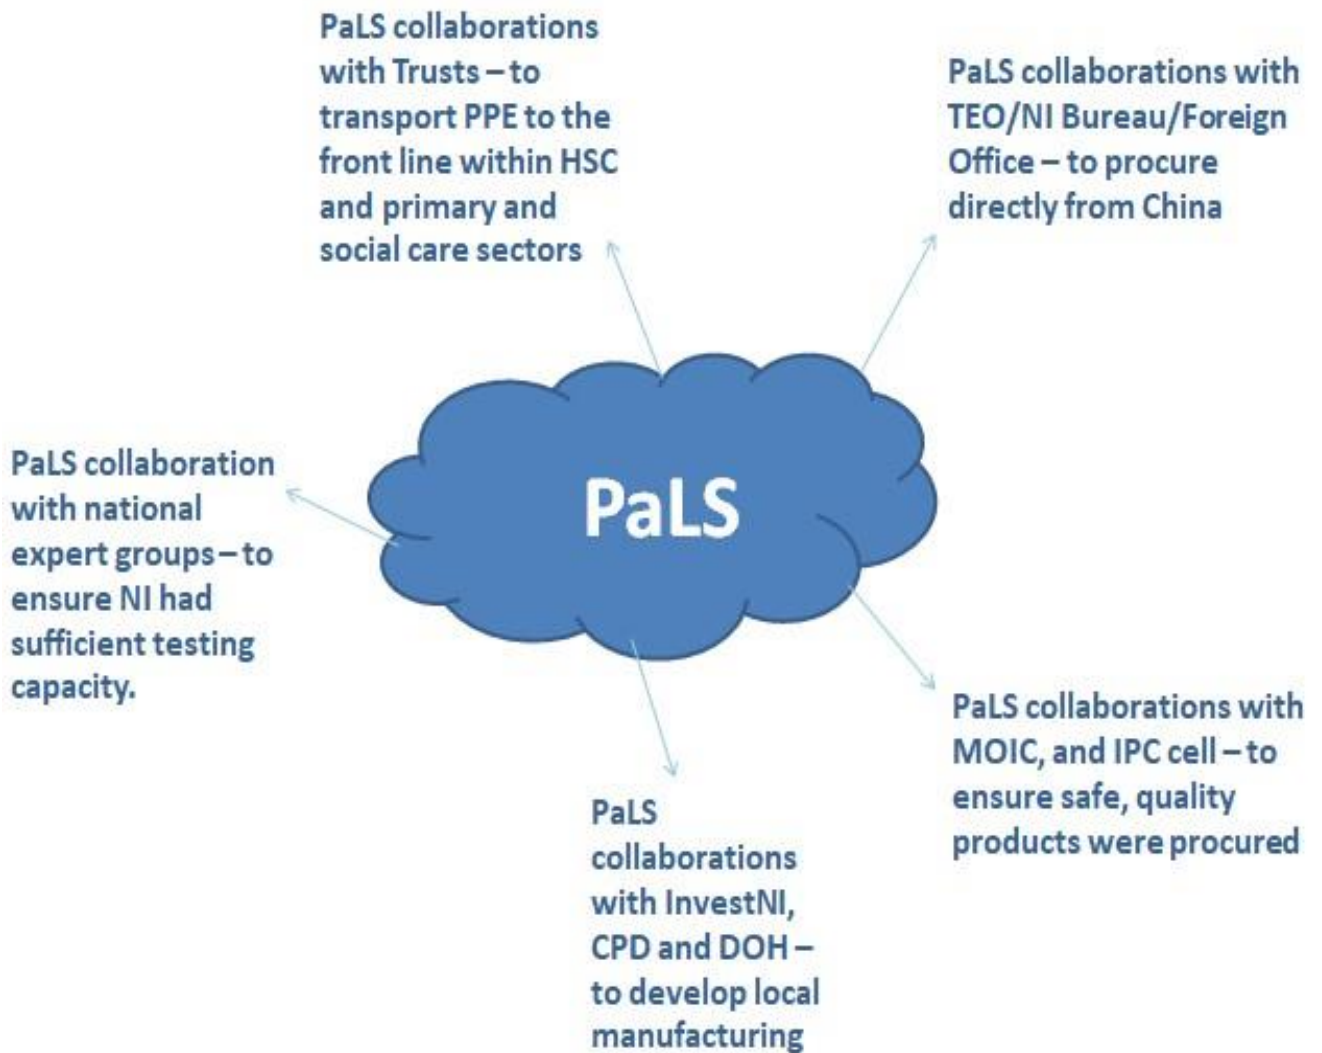 PaLS collaborations
with Trusts – to
transport PPE to the
front line within HSC
and primary and
social care sectors
PaLS collaborations with
TEO/NI Bureau/Foreign
Office – to procure
directly from China
PaLS
PaLS collaboration
with national
expert groups – to
ensure NI had
sufficient testing
capacity.
PaLS collaborations with
MOIC, and IPC cell – to
ensure safe, quality
products were procured
PaLS
collaborations
with InvestNI,
CPD and DOH –
to develop local
manufacturing